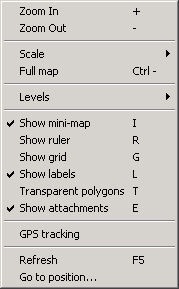 Zoom In +
Zoom Out -
Scale
Full map Ctrl -
Levels
Show mini-map I
Show ruler R
Show grid G
Show labels L
Transparent polygons T
Show attachments E
GPS tracking
Refresh F5
Go to position...